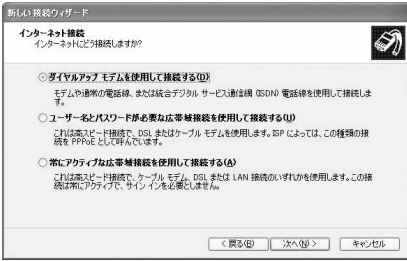 新しい接続ウィザード
インターネット接続
インターネットにどう接続しますか?
ダイヤルアップ モデムを使用して接続する(D)
モデムや通常の電話線、または統合デジタル サービス通信網 (ISDN) 電話線を使用して接続しま
す。
ユーザー名とパスワードが必要な広帯域接続を使用して接続する(U)
これは高スピード接続で、DSL またはケーブル モデムを使用します。ISP によっては、この種類の接
続を PPPoE として呼んでいます。
常にアクティブな広帯域接続を使用して接続する(A)
これは高スピード接続で、ケーブル モデム、DSL または LAN 接続のいずれかを使用します。この接
続は常にアクティブで、サイン インを必要としません。
< 戻る(B)
次へ(N) >
キャンセル